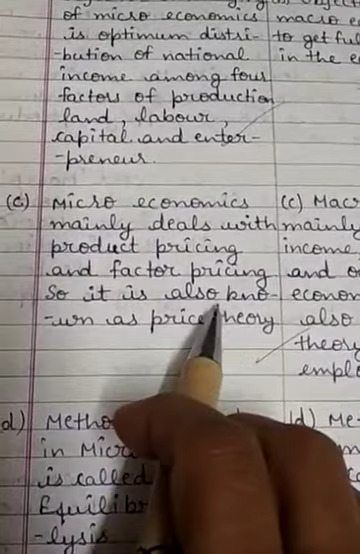 of micro economics
is optimum distri-
-bution of national
income among four
factors of production
land, labour,
capital and enter-
-preneur.
(c) Micro economics
mainly deals with
product pricing
and factor pricing
So it is also kno-
-wn as price theory
d) Metho
in Micr
is called
Equilibr
-lysis
macro e
to get ful
in the e
(c) Macr
mainly
income
and
econom
also
theory
emplo
(d) Me-